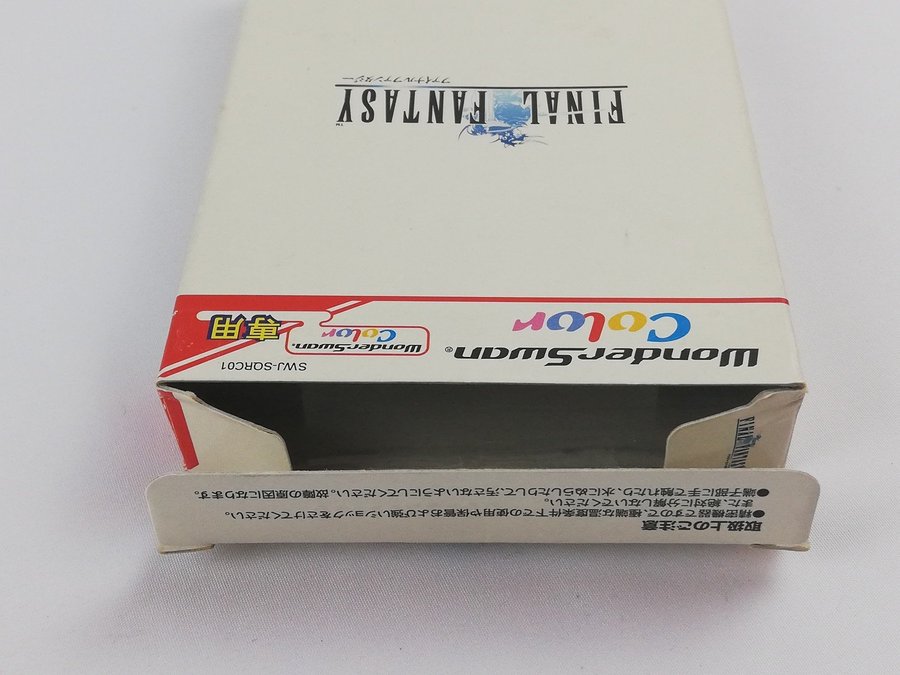 WonderSwan®
Color
WonderSwan®
Color
専用
SWJ-SQRC01
FINAL FANTASY™
ファイナルファンタジー
FINAL FANTASY
取扱上のご注意
●精密機器ですので、極端な温度条件下での使用や保管および強いショックをさけてください。
また、絶対に分解しないでください。
●端子部に手で触れたり、水にぬらしたりして、汚さないようにしてください。故障の原因になります。